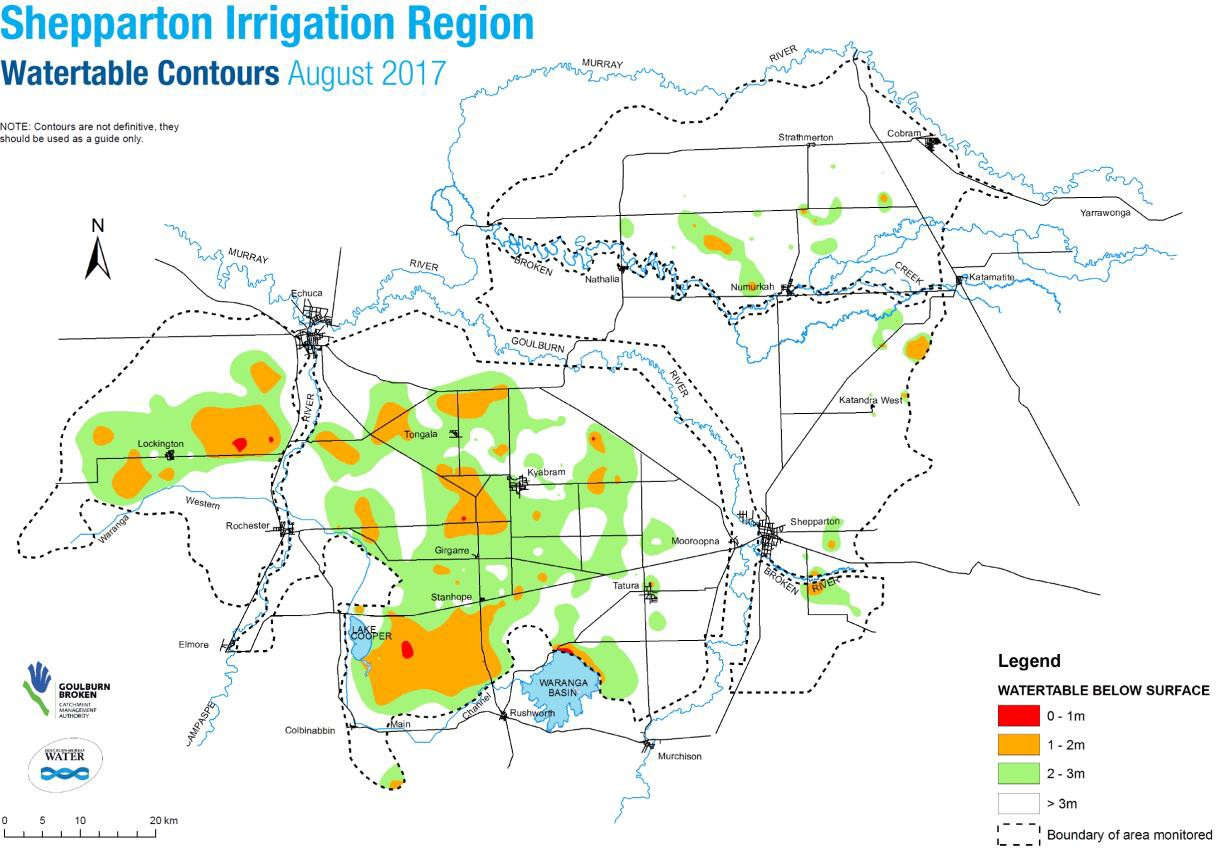 Shepparton Irrigation Region
Watertable Contours August 2017
NOTE: Contours are not definitive, they
should be used as a guide only.
N
MURRAY
RIVER
Strathmerton
Cobram
Yarrawonga
MURRAY
RIVER
BROKEN
Nathalia
Numurkah
CREEK
Katamatite
Echuca
GOULBURN
RIVER
Katandra West
RIVER
Lockington
Tongala
Kyabram
Western
Waranga
Rochester
Shepparton
Mooroopna
Girgarre
BROKEN
RIVER
Tatura
Stanhope
LAKE
COOPER
Elmore
WARANGA
BASIN
CAMPASPE
Channel
Rushworth
Main
Colbinabbin
Murchison
GOULBURN
BROKEN
CATCHMENT
MANAGEMENT
AUTHORITY
GOULBURN-MURRAY
WATER
0 5 10 20 km
Legend
WATERTABLE BELOW SURFACE
0 - 1m
1 - 2m
2 - 3m
> 3m
Boundary of area monitored